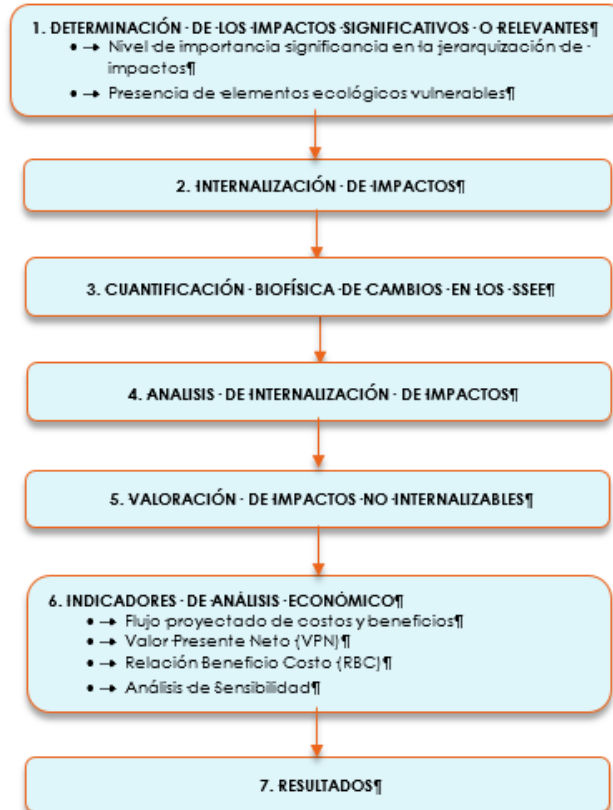 1. DETERMINACIÓN · DE LOS IMPACTOS SIGNIFICATIVOS O RELEVANTES¶
• → Nivel de importancia significancia en la jerarquización de ·
impactos¶
• → Presencia de elementos ecológicos vulnerables¶
2. INTERNALIZACIÓN · DE IMPACTOS¶
3. CUANTIFICACIÓN · BIOFÍSICA DE CAMBIOS · EN LOS · SSEE¶
4. ANALISIS · DE INTERNALIZACIÓN · DE IMPACTOS¶
5. VALORACIÓN · DE IMPACTOS NO INTERNALIZABLES¶
6. INDICADORES · DE ANÁLISIS · ECONÓMICO¶
• → Flujo proyectado de costos y beneficios¶
• → Valor Presente Neto (VPN)¶
• → Relación Beneficio Costo (RBC)¶
• → Análisis de Sensibilidad¶
7. RESULTADOS¶